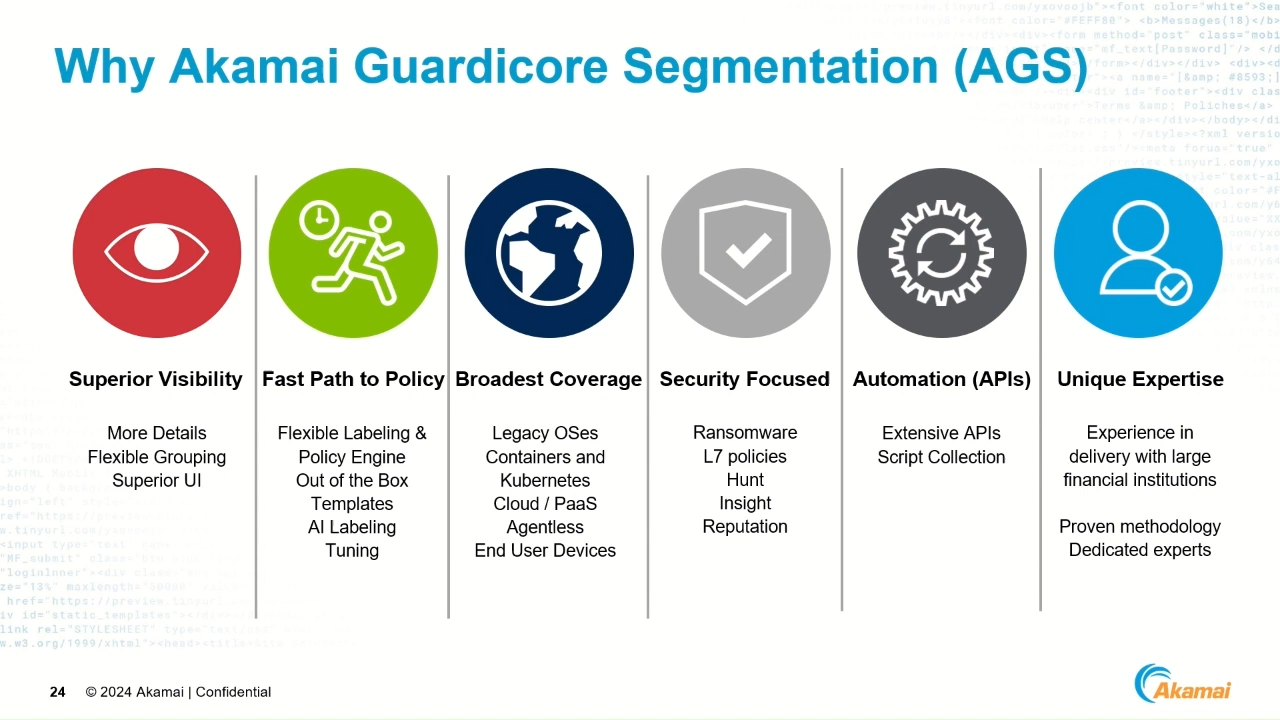 Why Akamai Guardicore Segmentation (AGS)
Superior Visibility
More Details
Flexible Grouping
Superior UI
Fast Path to Policy
Flexible Labeling &
Policy Engine
Out of the Box
Templates
AI Labeling
Tuning
Broadest Coverage
Legacy OSes
Containers and
Kubernetes
Cloud / PaaS
Agentless
End User Devices
Security Focused
Ransomware
L7 policies
Hunt
Insight
Reputation
Automation (APIs)
Extensive APIs
Script Collection
Unique Expertise
Experience in
delivery with large
financial institutions
Proven methodology
Dedicated experts
24 © 2024 Akamai | Confidential
Akamai